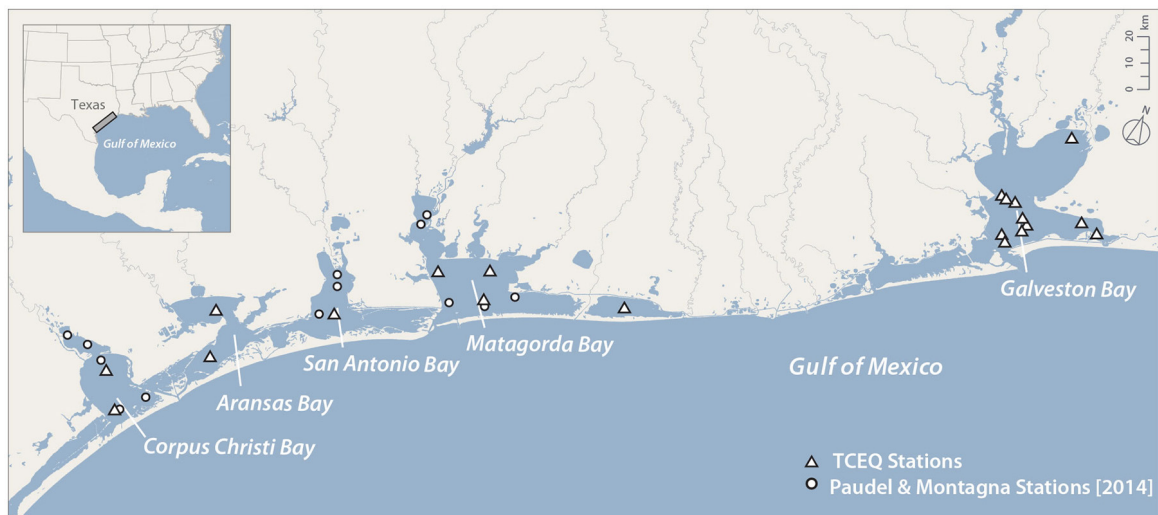 Texas
Gulf of Mexico
km
20
10
0
N
Galveston Bay
Matagorda Bay
San Antonio Bay
Gulf of Mexico
Aransas Bay
Corpus Christi Bay
TCEQ Stations
Paudel & Montagna Stations [2014]